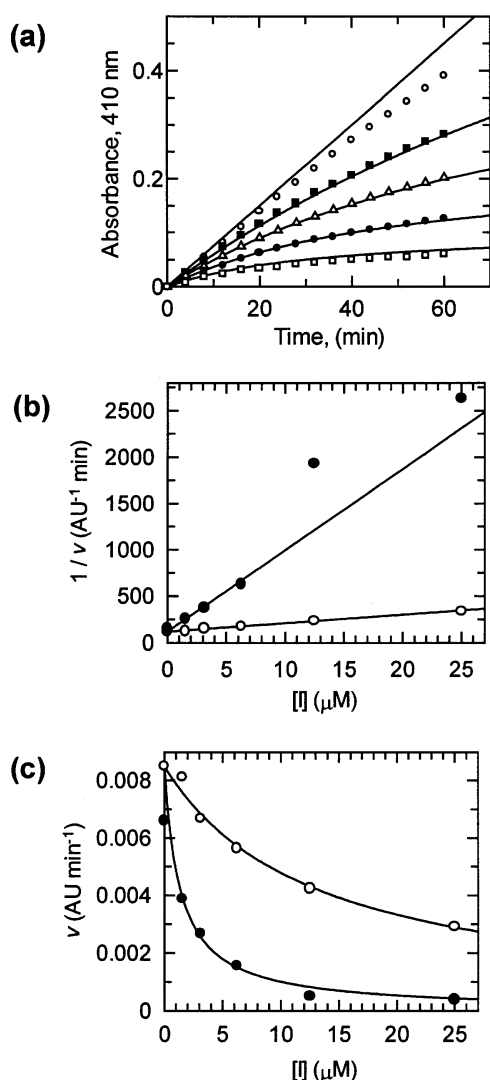 (a)
Absorbance, 410 nm
0.4
0.2
0
0 20 40 60
Time, (min)
(b)
1 / v (AU-1 min)
2500
2000
1500
1000
500
0
0 5 10 15 20 25
[I] (μM)
(c)
v (AU min-1)
0.008
0.006
0.004
0.002
0
0 5 10 15 20 25
[I] (μM)